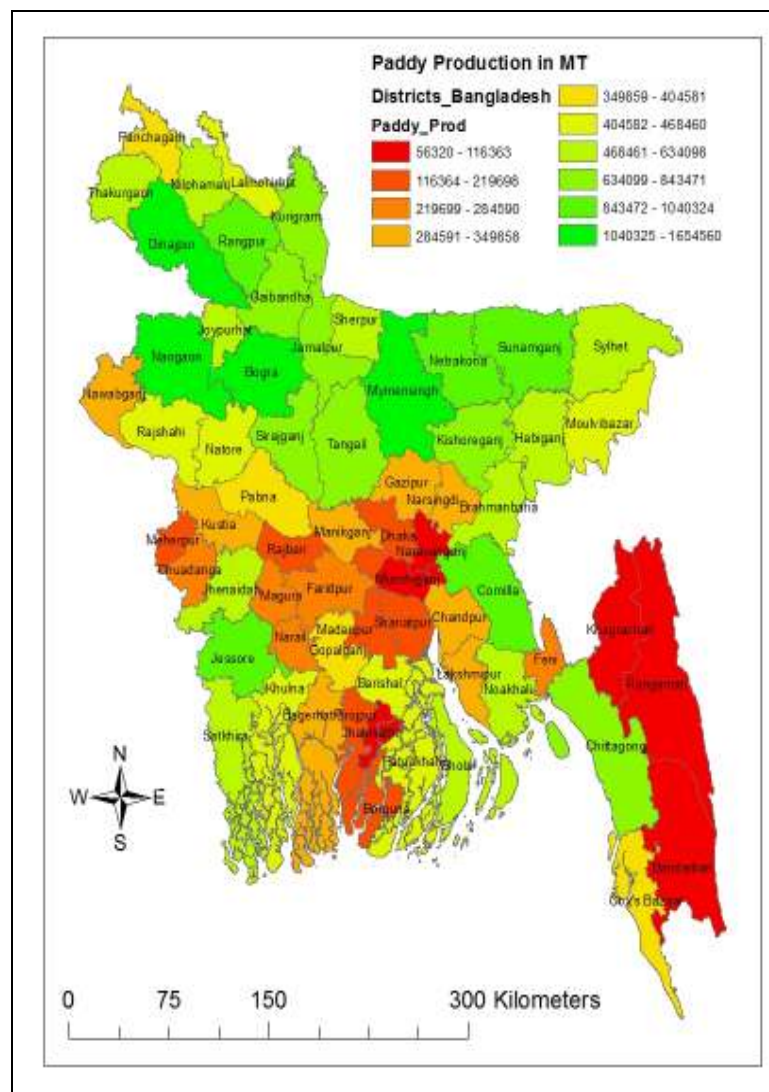 Paddy Production in MT
Districts_Bangladesh
Paddy_Prod
56320 - 116363
116364 - 219698
219699 - 284590
284591 - 349858
349859 - 404581
404582 - 468460
468461 - 634098
634099 - 843471
843472 - 1040324
1040325 - 1654560
Panchagarh
Thakurgaon
Nilphamari
Lalmonirhat
Kurigram
Dinajpur
Rangpur
Gaibandha
Joypurhat
Sherpur
Jamalpur
Naogaon
Bogra
Mymensingh
Netrakona
Sunamganj
Sylhet
Nawabganj
Rajshahi
Natore
Sirajganj
Tangail
Kishoreganj
Habiganj
Moulvibazar
Pabna
Gazipur
Narsingdi
Brahmanbaria
Kustia
Manikganj
Dhaka
Narayanganj
Meherpur
Rajbari
Munshiganj
Chuadanga
Jhenaidah
Magura
Faridpur
Comilla
Shariatpur
Chandpur
Madaripur
Narail
Gopalganj
Jessore
Feni
Khagrachari
Lakshmipur
Noakhali
Rangamati
Khulna
Barishal
Bagerhat
Pirojpur
Jhalokati
Satkhira
Patuakhali
Bhola
Chittagong
Borguna
Bandarban
Cox's Bazar
N
W
E
S
0
75
150
300 Kilometers